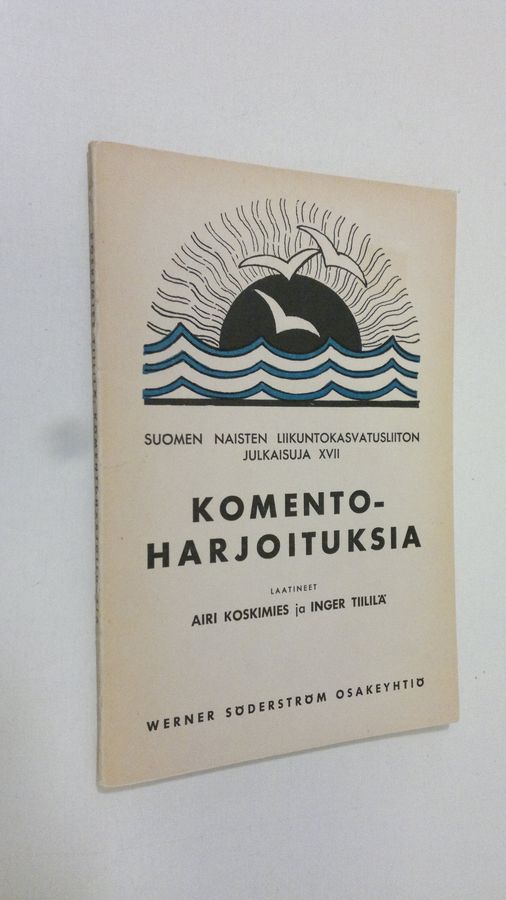 SUOMEN NAISTEN LIIKUNTOKASVATUSLIITON
JULKAISUJA XVII
KOMENTO-
HARJOITUKSIA
LAATINEET
AIRI KOSKIMIES ja INGER TIILILÄ
WERNER SÖDERSTRÖM OSAKEYHTIÖ